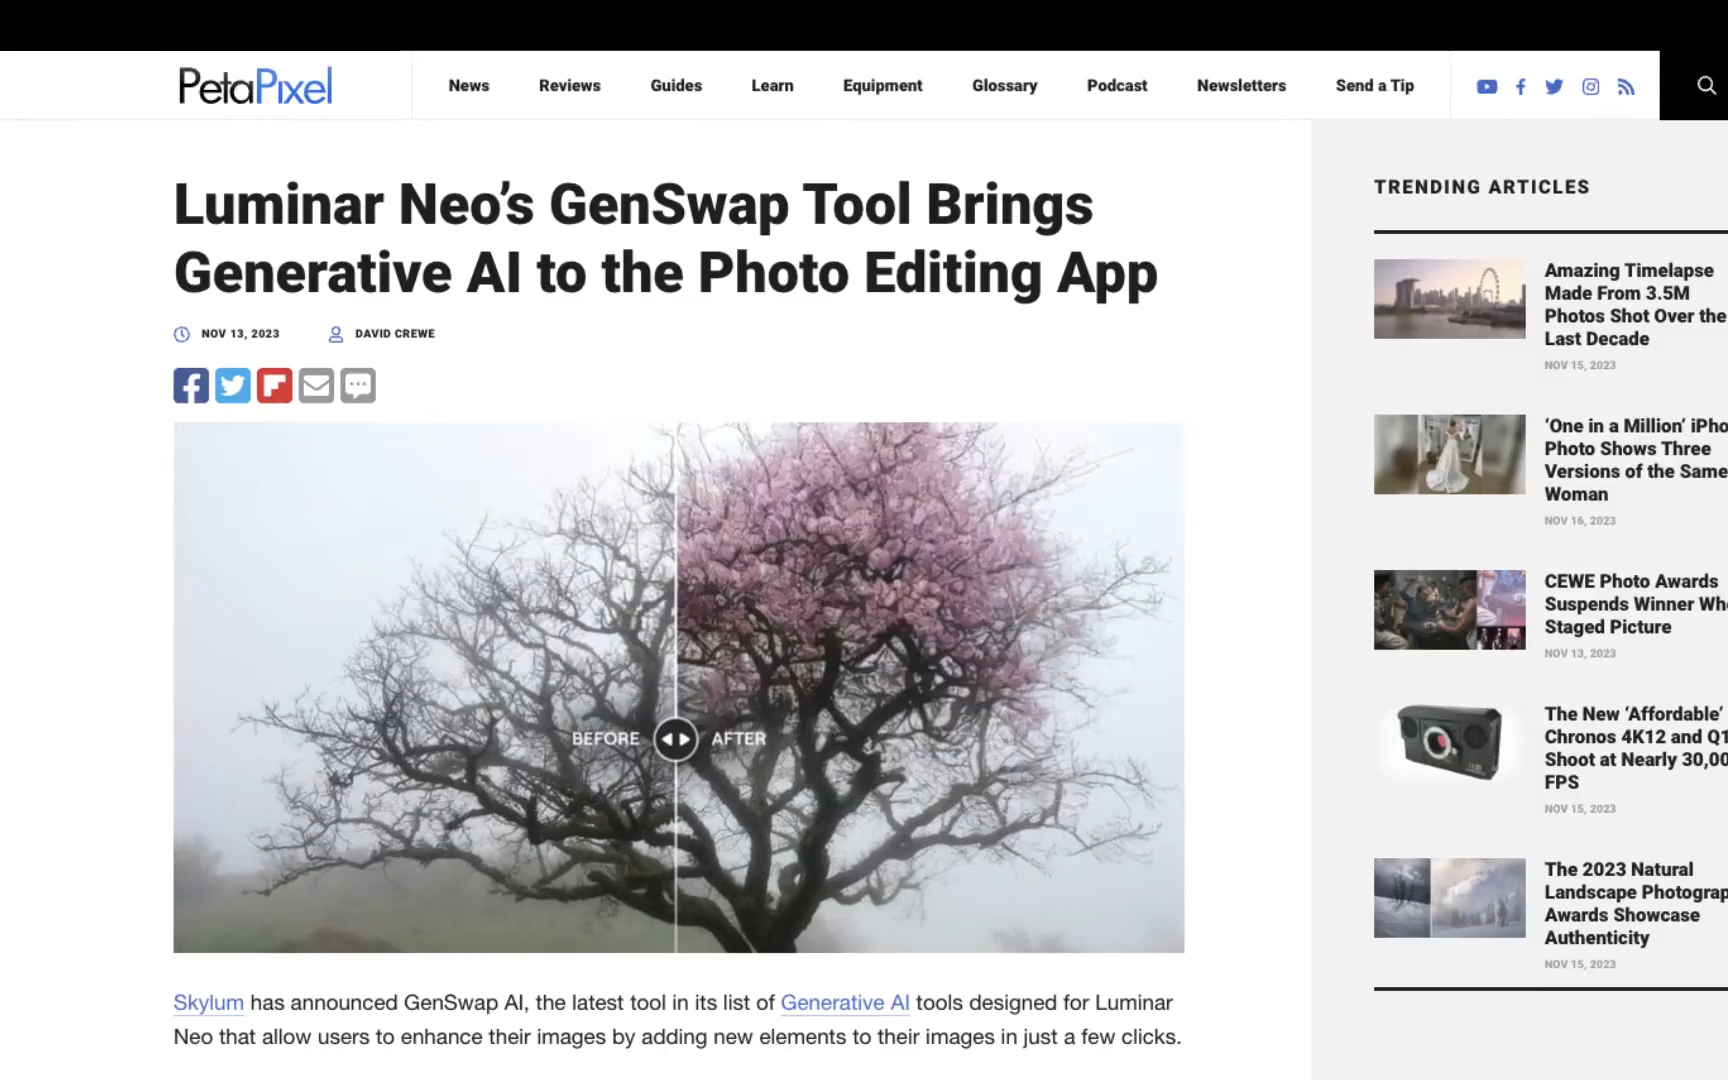 PetaPixel
News Reviews Guides Learn Equipment Glossary Podcast Newsletters Send a Tip
Luminar Neo’s GenSwap Tool Brings
Generative AI to the Photo Editing App
NOV 13, 2023 DAVID CREWE
BEFORE AFTER
Skylum has announced GenSwap AI, the latest tool in its list of Generative AI tools designed for Luminar
Neo that allow users to enhance their images by adding new elements to their images in just a few clicks.
TRENDING ARTICLES
Amazing Timelapse
Made From 3.5M
Photos Shot Over the
Last Decade
NOV 15, 2023
‘One in a Million’ iPho
Photo Shows Three
Versions of the Same
Woman
NOV 16, 2023
CEWE Photo Awards
Suspends Winner Who
Staged Picture
NOV 13, 2023
The New ‘Affordable’
Chronos 4K12 and Q1
Shoot at Nearly 30,00
FPS
NOV 15, 2023
The 2023 Natural
Landscape Photograp
Awards Showcase
Authenticity
NOV 15, 2023